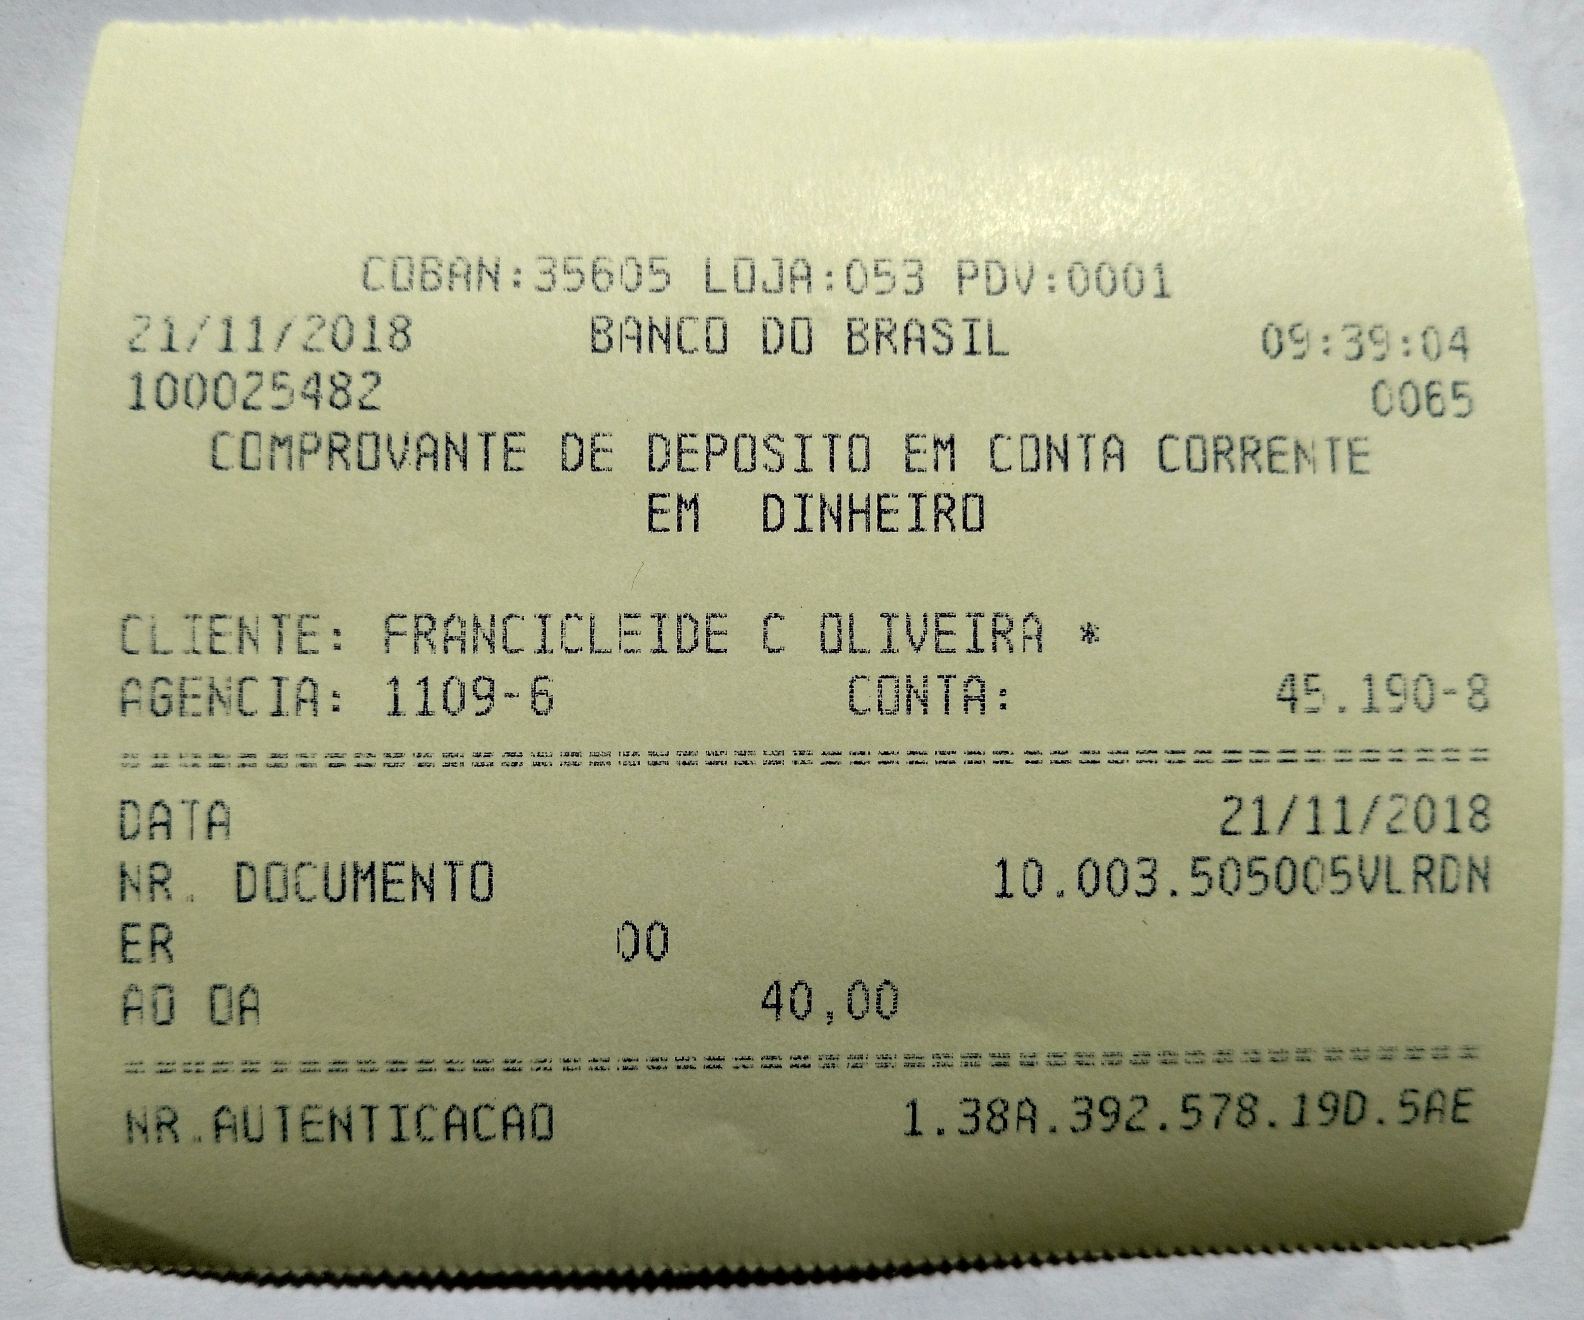 COBAN:35605 LOJA:053 PDV:0001
21/11/2018 BANCO DO BRASIL 09:39:04
100025482 0065
COMPROVANTE DE DEPOSITO EM CONTA CORRENTE
EM DINHEIRO
CLIENTE: FRANCICLEIDE C OLIVEIRA *
AGENCIA: 1109-6 CONTA: 45.190-8
================================================
DATA 21/11/2018
NR. DOCUMENTO 10.003.505005VLRDN
ER 00
AO OA 40,00
================================================
NR.AUTENTICACAO 1.38A.392.578.19D.5AE